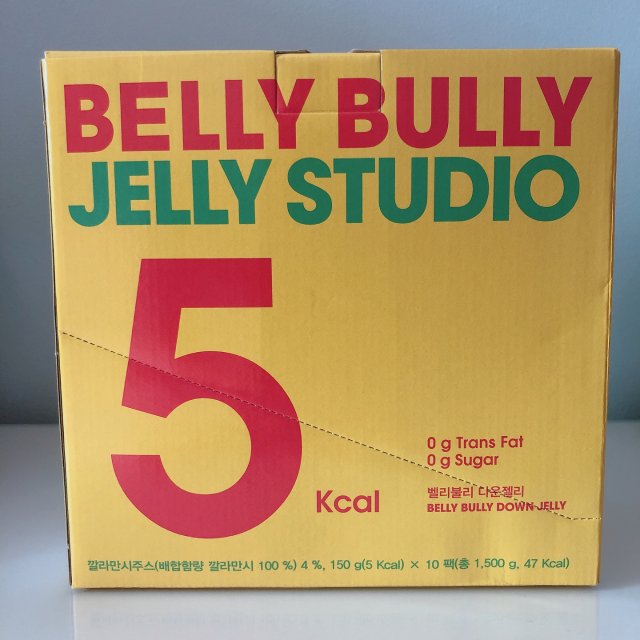 BELLY BULLY
JELLY STUDIO
5 Kcal
0 g Trans Fat
0 g Sugar
벨리불리 다운젤리
BELLY BULLY DOWN JELLY
깔라만시주스(배합함량 깔라만시 100 %) 4 %, 150 g(5 Kcal) × 10 팩(총 1,500 g, 47 Kcal)